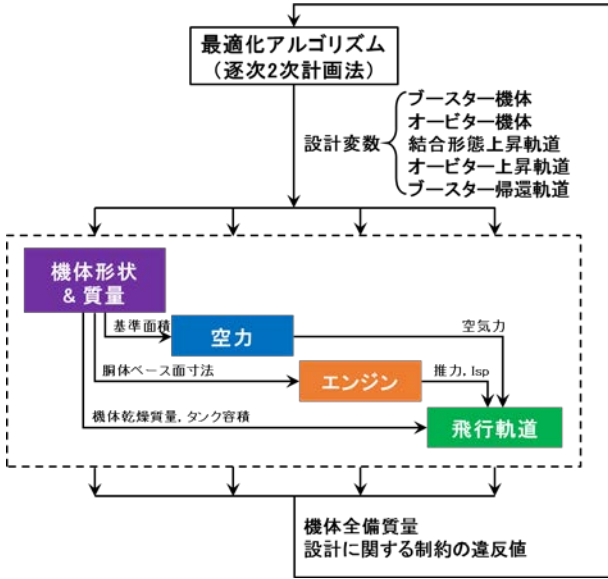 最適化アルゴリズム
(逐次2次計画法)
設計変数
ブースター機体
オービター機体
結合形態上昇軌道
オービター上昇軌道
ブースター帰還軌道
機体形状
& 質量
基準面積
空力
空気力
胴体ベース面寸法
エンジン
推力, Isp
機体乾燥質量, タンク容積
飛行軌道
機体全備質量
設計に関する制約の違反値